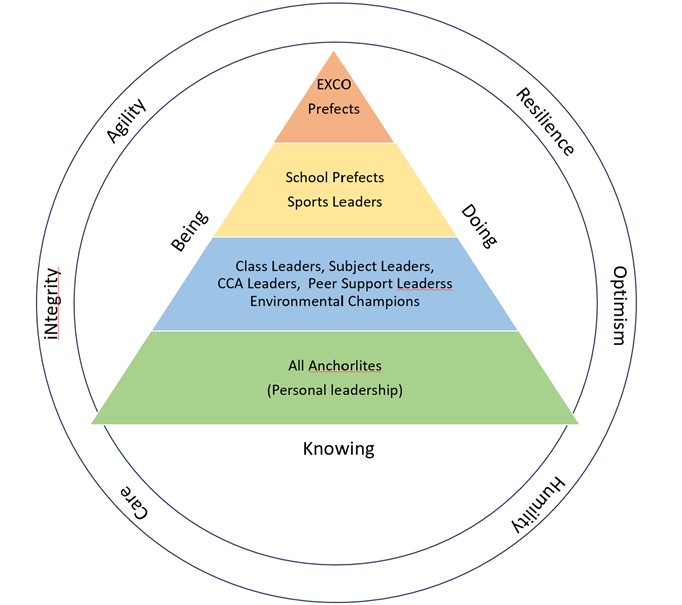 EXCO
Prefects
School Prefects
Sports Leaders
Class Leaders, Subject Leaders,
CCA Leaders, Peer Support Leaderss
Environmental Champions
All Anchorlites
(Personal leadership)
Being
Doing
Knowing
Agility
Resilience
iNtegrity
Optimism
Care
Humility